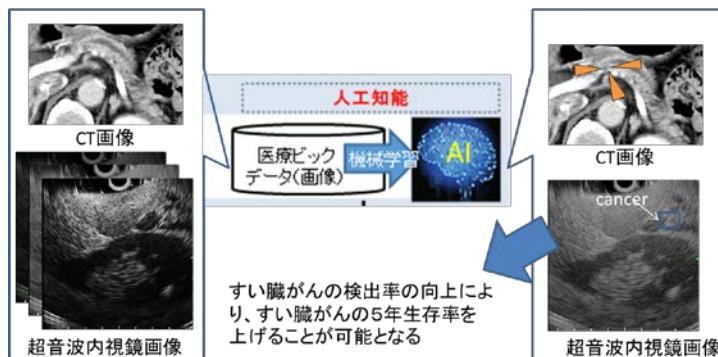 CT画像
超音波内視鏡画像
人工知能
医療ビック
データ(画像)
機械学習
AI
CT画像
cancer
超音波内視鏡画像
すい臓がんの検出率の向上によ
り、すい臓がんの5年生存率を
上げることが可能となる